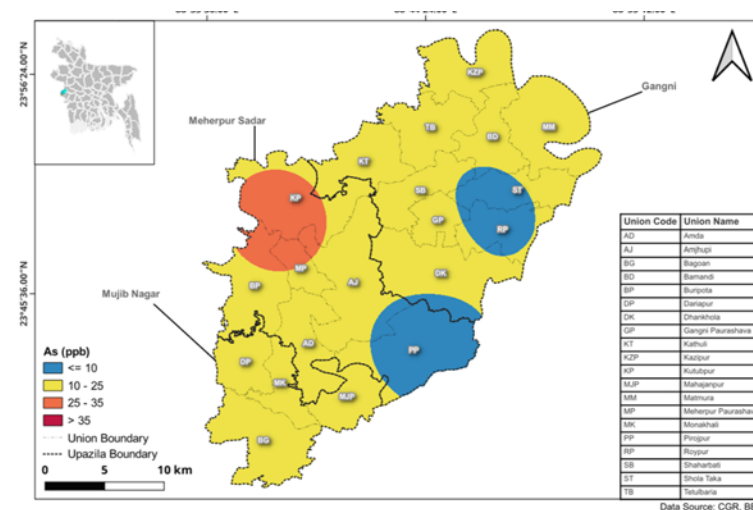 23°56'24.00"N
23°45'36.00"N
Gangni
Meherpur Sadar
Mujib Nagar
KZP
TB
BD
MM
KT
SB
ST
KP
GP
RP
MP
DK
BP
AJ
AD
PP
DP
MK
MJP
BG
As (ppb)
<= 10
10 - 25
25 - 35
> 35
Union Boundary
Upazila Boundary
0 5 10 km
Union Code Union Name
AD Amda
AJ Amjhupi
BG Bagoan
BD Bamandi
BP Buripota
DP Dariapur
DK Dhankhola
GP Gangni Paurashava
KT Kathuli
KZP Kazipur
KP Kutubpur
MJP Mahajanpur
MM Matmura
MP Meherpur Paurashav
MK Monakhali
PP Pirojpur
RP Roypur
SB Shaharbati
ST Shola Taka
TB Tetulbaria
Data Source: CGR, BR